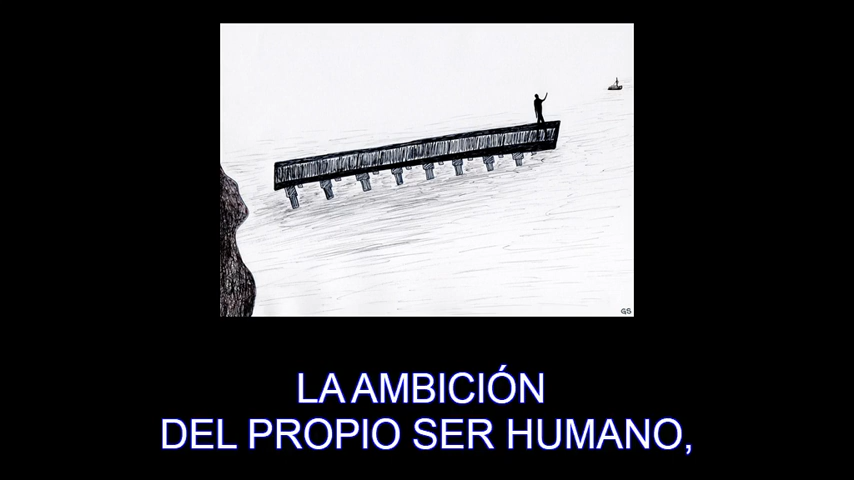 GS
LA AMBICIÓN
DEL PROPIO SER HUMANO,